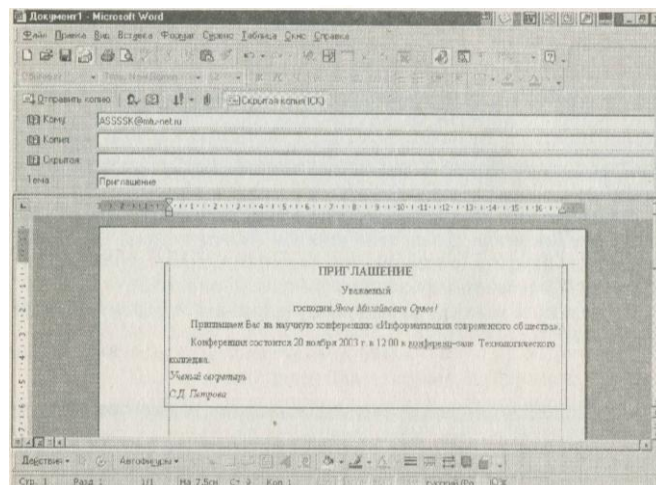 Документ1 - Microsoft Word
Файл Правка Вид Вставка Формат Сервис Таблица Окно Справка
Отправить копию Скрытая копия (СК)
Кому ASSSSK@mtu-net.ru
Копия
Скрытая
Тема Приглашение
ПРИГЛАШЕНИЕ
Уважаемый
господин Яков Михайлович Орлов!
Приглашаем Вас на научную конференцию «Информатизация современного общества».
Конференция состоится 20 ноября 2003 г. в 12.00 в конференц-зале Технологического
колледжа.
Ученый секретарь
С.Д. Петрова
Действия Автофигуры
Стр. 1 Разд 1 1/1 На 7,5см Ст 9 Кол 1